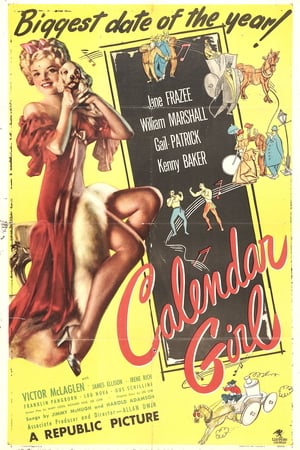 Biggest date of the year!
Jane FRAZEE
William MARSHALL
Gail PATRICK
Kenny BAKER
Calendar
Girl
with
VICTOR McLAGLEN • JAMES ELLISON • IRENE RICH
FRANKLIN PANGBORN • LOU NOVA • GUS SCHILLING
Songs by JIMMY McHUGH and HAROLD ADAMSON
Associate Producer and Director — ALLAN DWAN
A REPUBLIC PICTURE